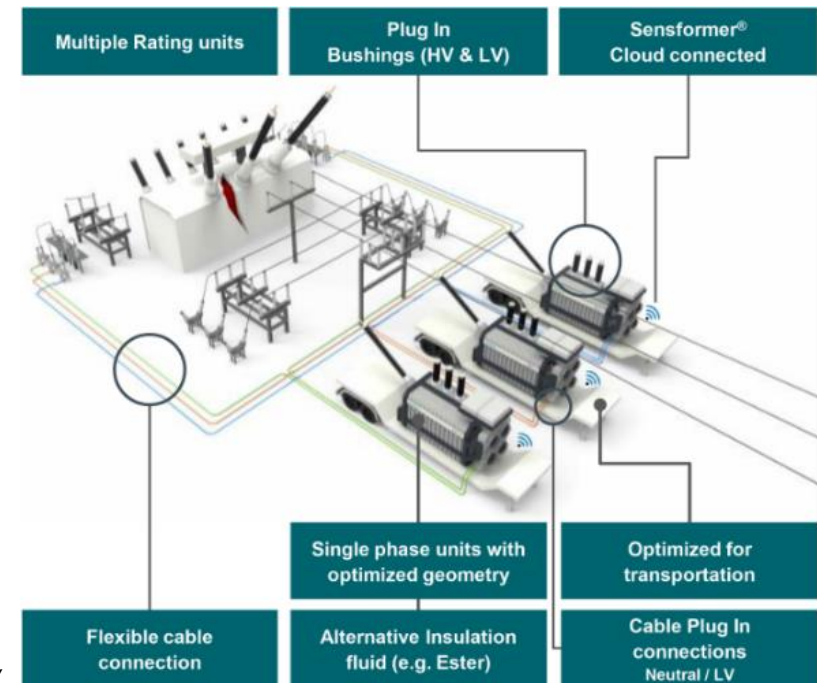 Multiple Rating units
Plug In
Bushings (HV & LV)
Sensformer®
Cloud connected
Single phase units with
optimized geometry
Optimized for
transportation
Flexible cable
connection
Alternative Insulation
fluid (e.g. Ester)
Cable Plug In
connections
Neutral / LV